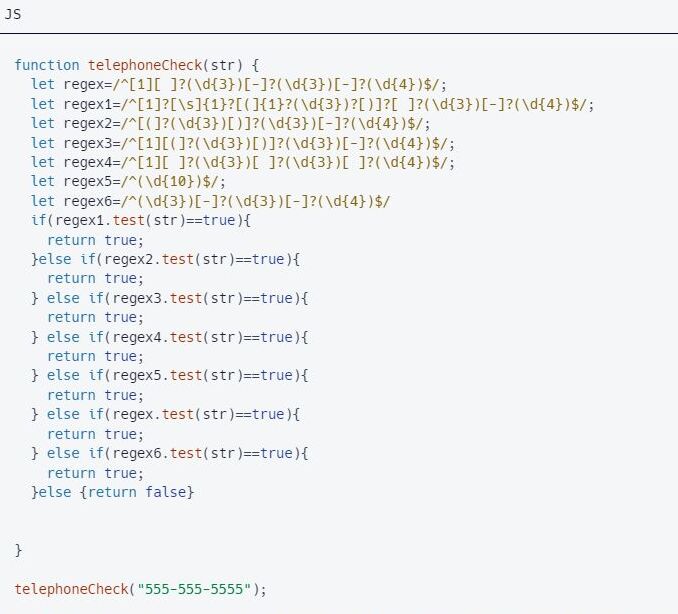 JS
function telephoneCheck(str) {
let regex=/^[1][ ]?(\d{3})[-]?(\d{3})[-]?(\d{4})$/;
let regex1=/^[1]?[\s]{1}?[(]{1}?(\d{3})?[)]?[ ]?(\d{3})[-]?(\d{4})$/;
let regex2=/^[(]?(\d{3})[)]?(\d{3})[-]?(\d{4})$/;
let regex3=/^[1][(]?(\d{3})[)]?(\d{3})[-]?(\d{4})$/;
let regex4=/^[1][ ]?(\d{3})[ ]?(\d{3})[ ]?(\d{4})$/;
let regex5=/^(\d{10})$/;
let regex6=/^(\d{3})[-]?(\d{3})[-]?(\d{4})$/
if(regex1.test(str)==true){
return true;
}else if(regex2.test(str)==true){
return true;
} else if(regex3.test(str)==true){
return true;
} else if(regex4.test(str)==true){
return true;
} else if(regex5.test(str)==true){
return true;
} else if(regex.test(str)==true){
return true;
} else if(regex6.test(str)==true){
return true;
}else {return false}
}
telephoneCheck("555-555-5555");